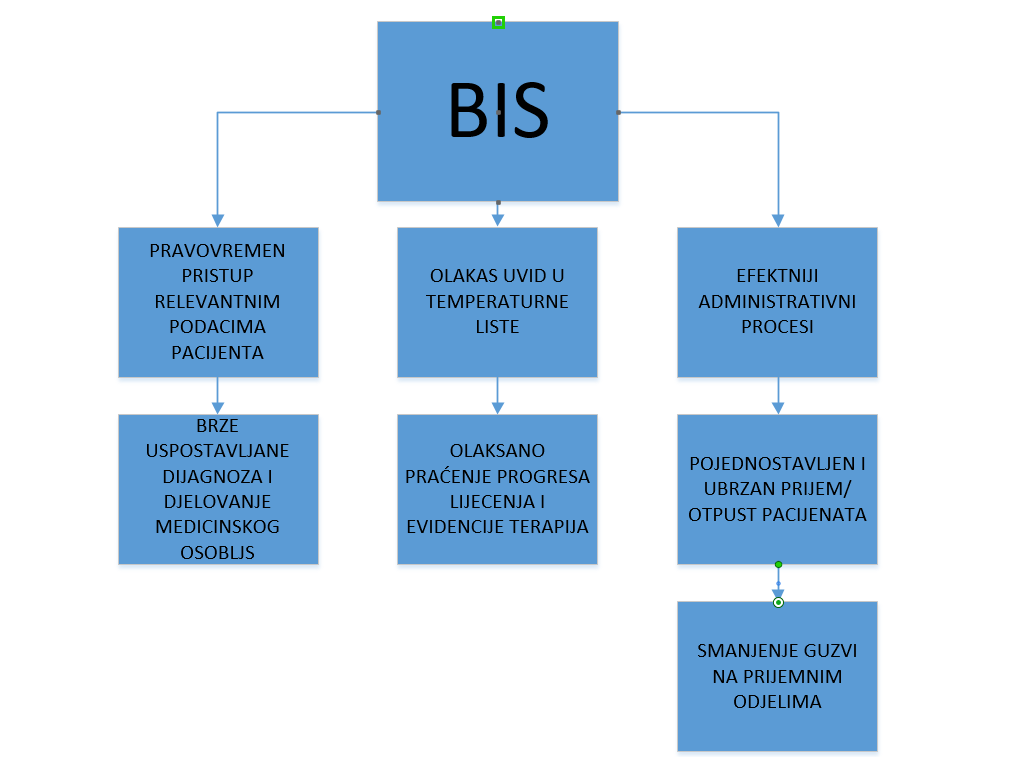 BIS
PRAVOVREMEN
PRISTUP
RELEVANTNIM
PODACIMA
PACIJENTA
OLAKAS UVID U
TEMPERATURNE
LISTE
EFEKTNIJI
ADMINISTRATIVNI
PROCESI
BRZE
USPOSTAVLJANE
DIJAGNOZA I
DJELOVANJE
MEDICINSKOG
OSOBLJS
OLAKSANO
PRAĆENJE PROGRESA
LIJECENJA I
EVIDENCIJE TERAPIJA
POJEDNOSTAVLJEN I
UBRZAN PRIJEM/
OTPUST PACIJENATA
SMANJENJE GUZVI
NA PRIJEMNIM
ODJELIMA